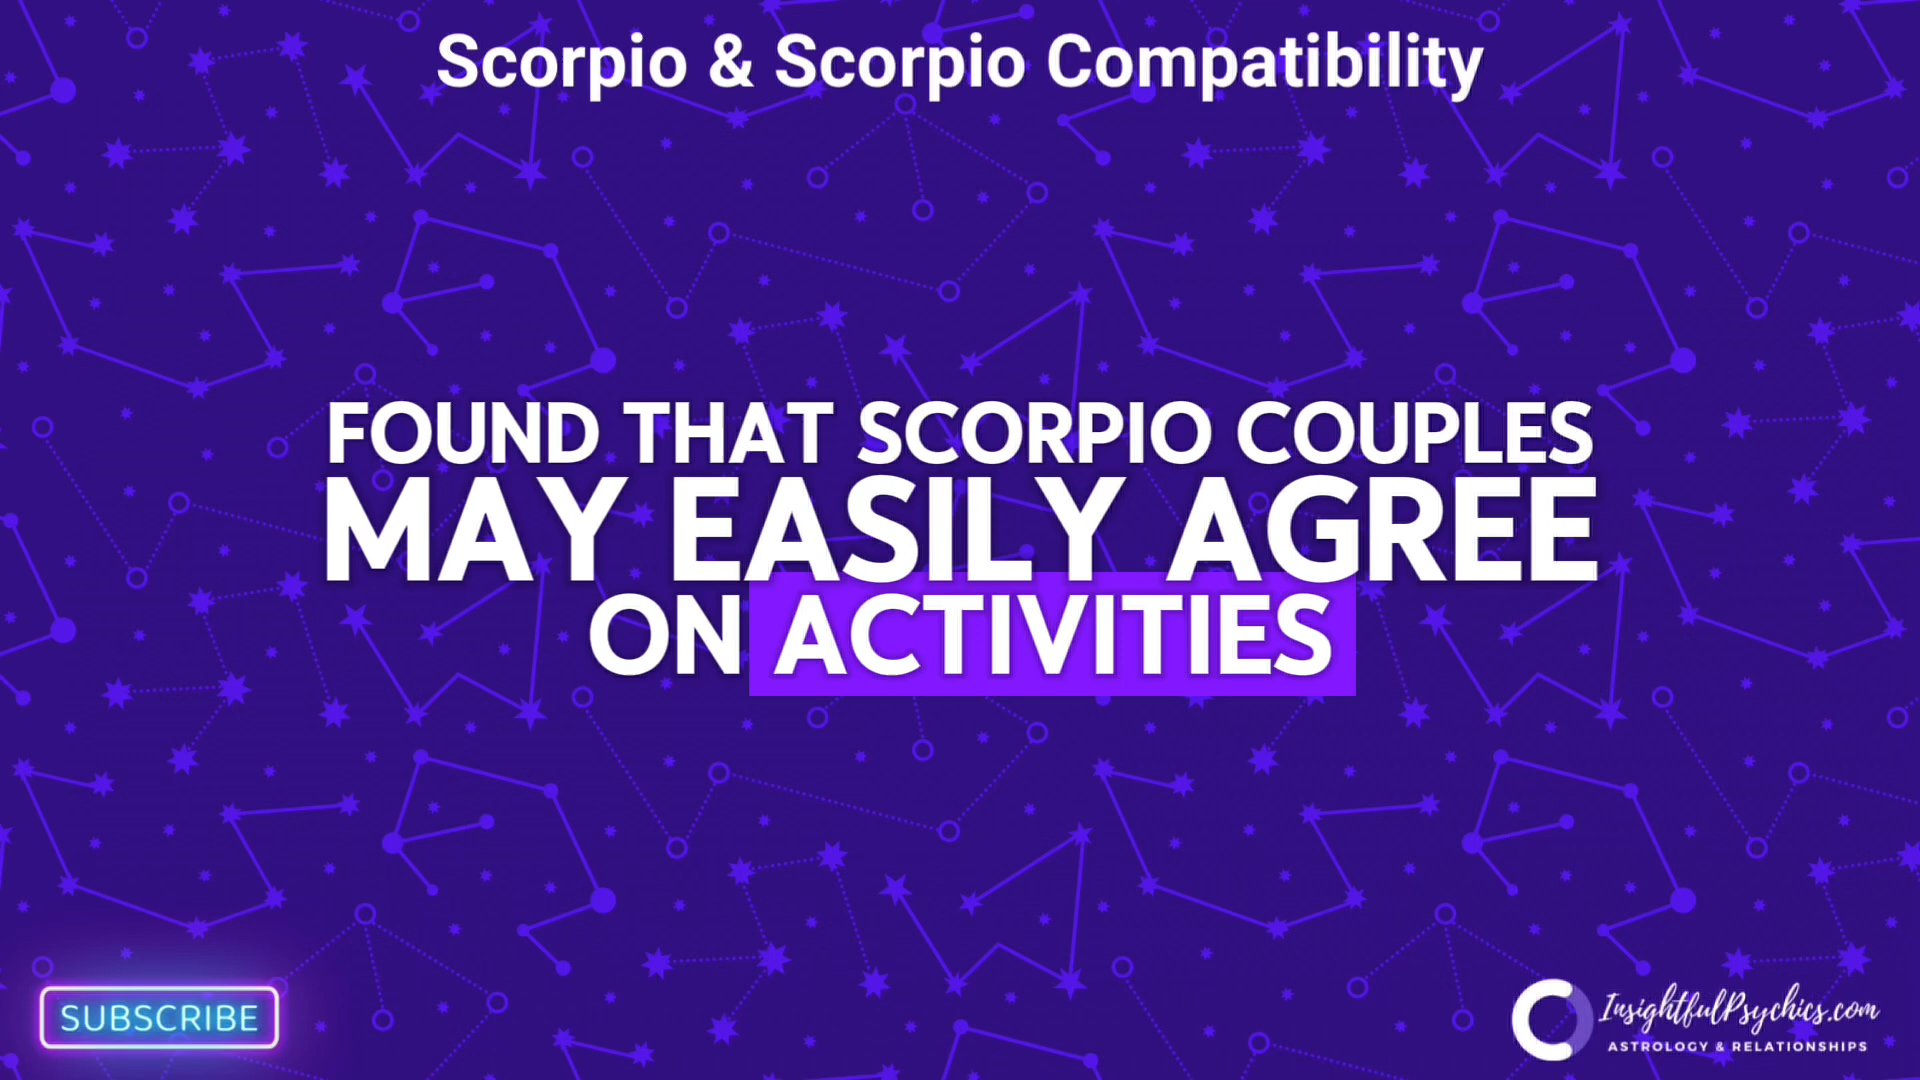 Scorpio & Scorpio Compatibility
FOUND THAT SCORPIO COUPLES
MAY EASILY AGREE
ON ACTIVITIES
SUBSCRIBE
InsightfulPsychics.com
ASTROLOGY & RELATIONSHIPS